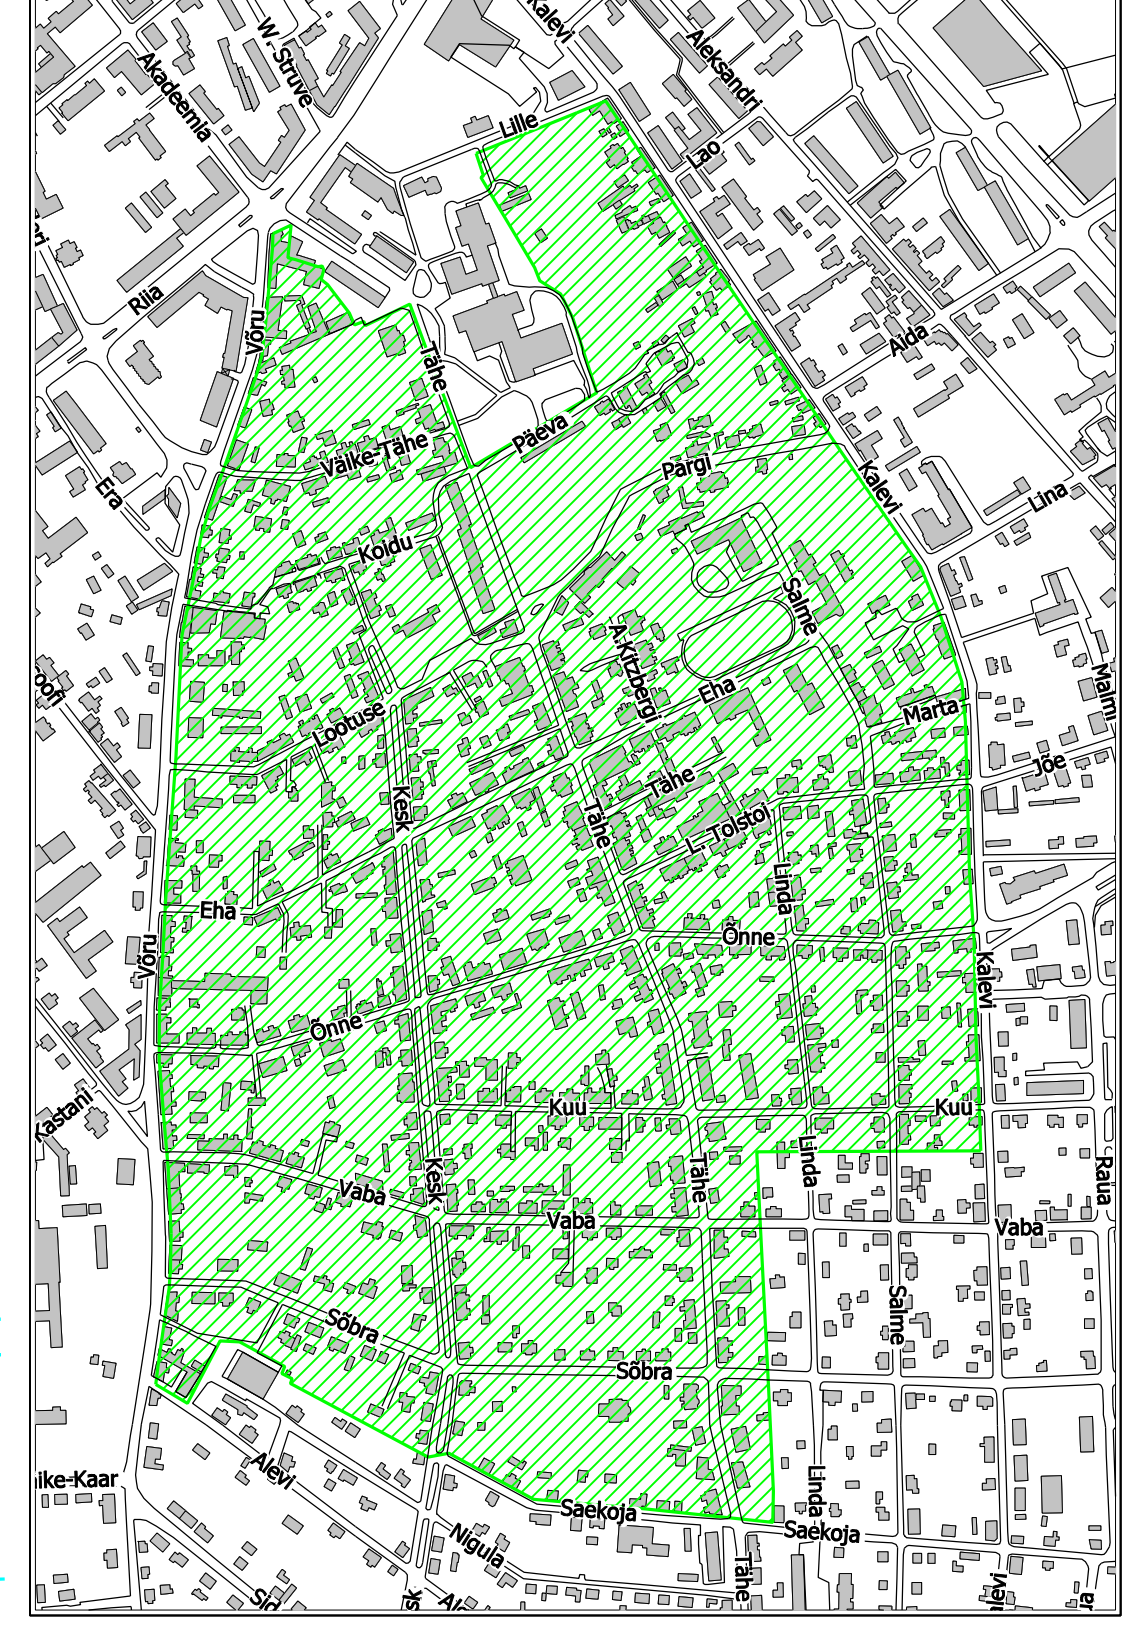 Kalevi
W. Struve
Aleksandri
Akadeemia
Lille
Lao
Riia
Võru
Aida
Tähe
Päeva
Väike-Tähe
Pargi
Kalevi
Era
Lina
Koidu
Salme
A.Kitzbergi
Eha
Malmi
Marta
Lootuse
Jõe
Tähe
Kesk
Tähe
L. Tolstoi
Linda
Eha
Õnne
Võru
Kalevi
Õnne
Kastani
Kuu
Kuu
Linda
Tähe
Kesk
Raua
Vaba
Vaba
Vaba
Salme
Sõbra
Sõbra
Alevi
ike-Kaar
Linda
Saekoja
Saekoja
Nigula
Tähe